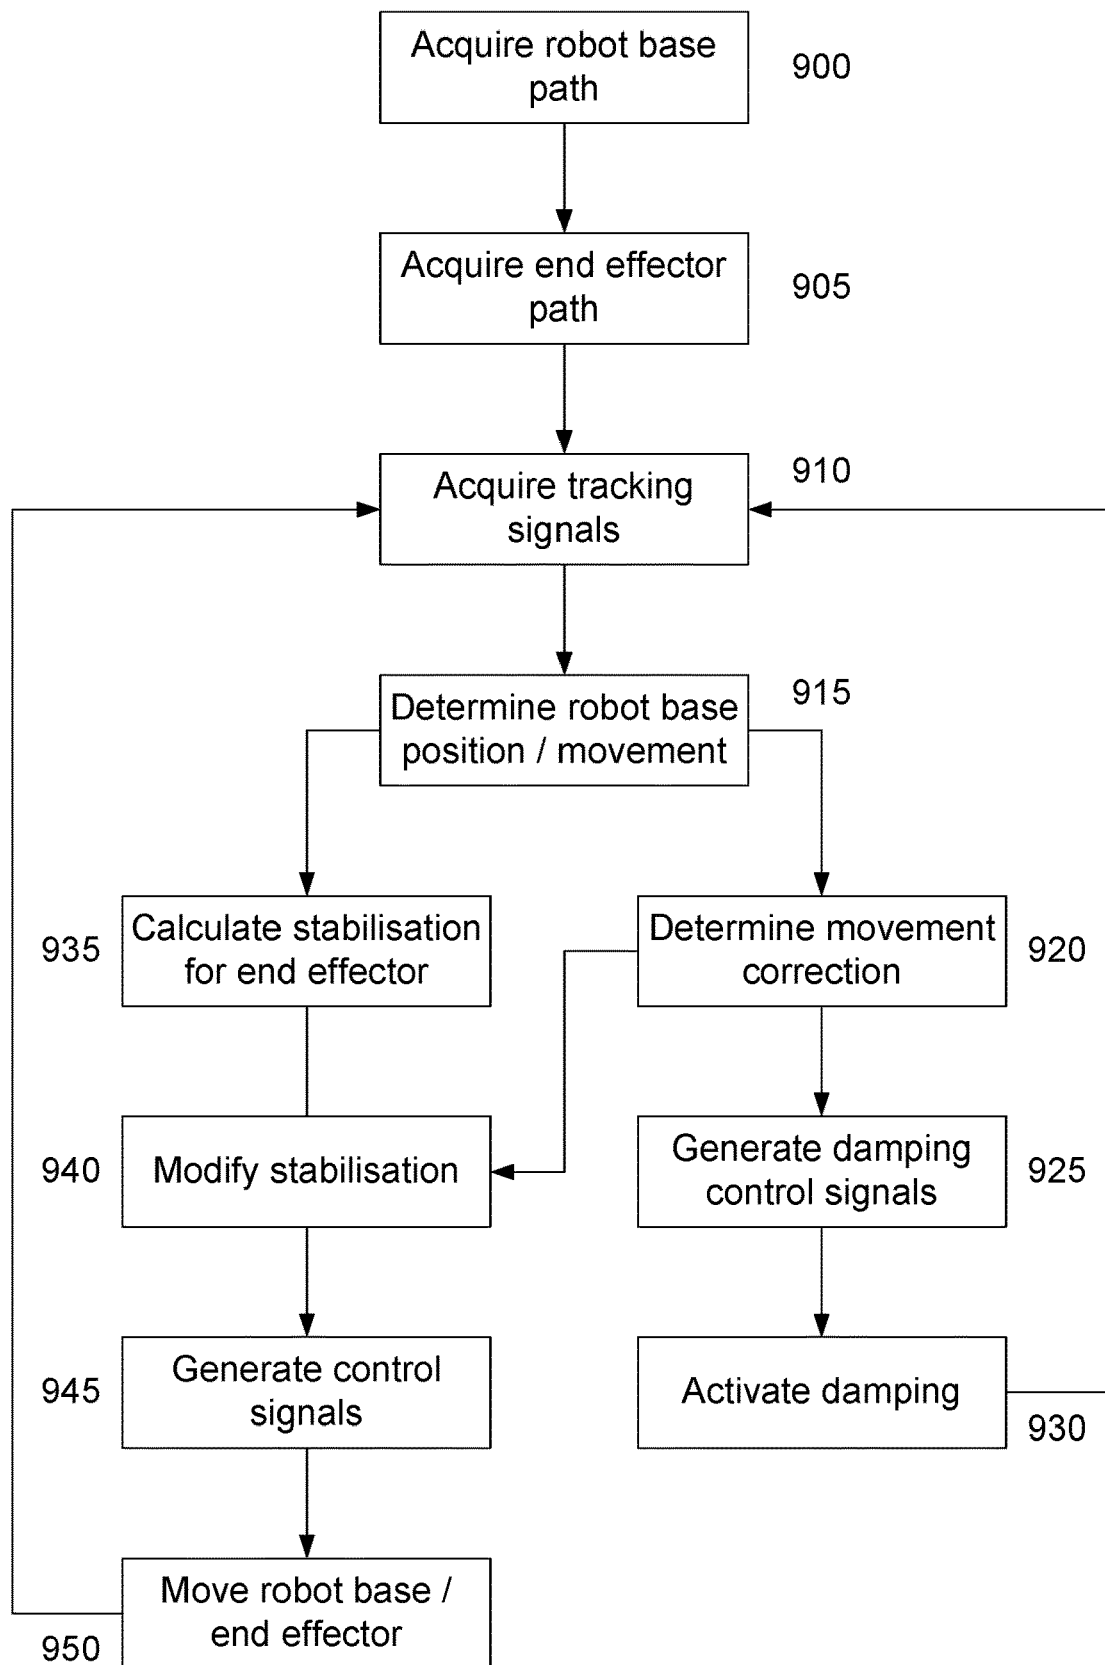 Acquire robot base
path
900
Acquire end effector
path
905
910
Acquire tracking
signals
915
Determine robot base
position / movement
935
Calculate stabilisation
for end effector
Determine movement
correction
920
940
Modify stabilisation
Generate damping
control signals
925
945
Generate control
signals
Activate damping
930
Move robot base /
end effector
950